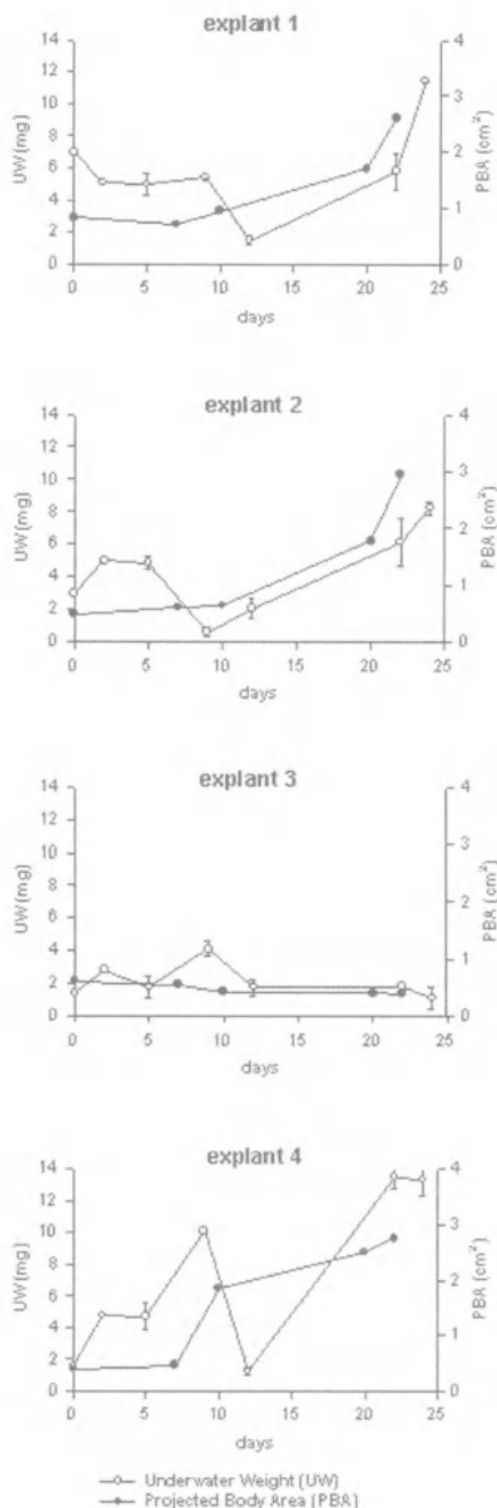 explant 1
14
12
10
8
6
4
2
0
UW (mg)
4
3
2
1
0
PBA (cm²)
0 5 10 15 20 25
days
explant 2
14
12
10
8
6
4
2
0
UW (mg)
4
3
2
1
0
PBA (cm²)
0 5 10 15 20 25
days
explant 3
14
12
10
8
6
4
2
0
UW (mg)
4
3
2
1
0
PBA (cm²)
0 5 10 15 20 25
days
explant 4
14
12
10
8
6
4
2
0
UW (mg)
4
3
2
1
0
PBA (cm²)
0 5 10 15 20 25
days
Underwater Weight (UW)
Projected Body Area (PBA)